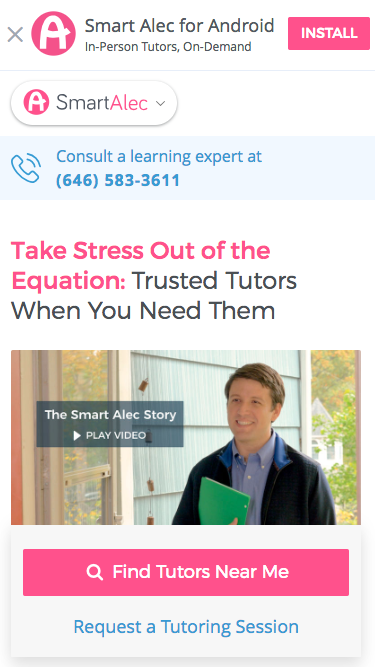 Smart Alec for Android
In-Person Tutors, On-Demand
INSTALL
SmartAlec
Consult a learning expert at
(646) 583-3611
Take Stress Out of the
Equation: Trusted Tutors
When You Need Them
The Smart Alec Story
PLAY VIDEO
Find Tutors Near Me
Request a Tutoring Session